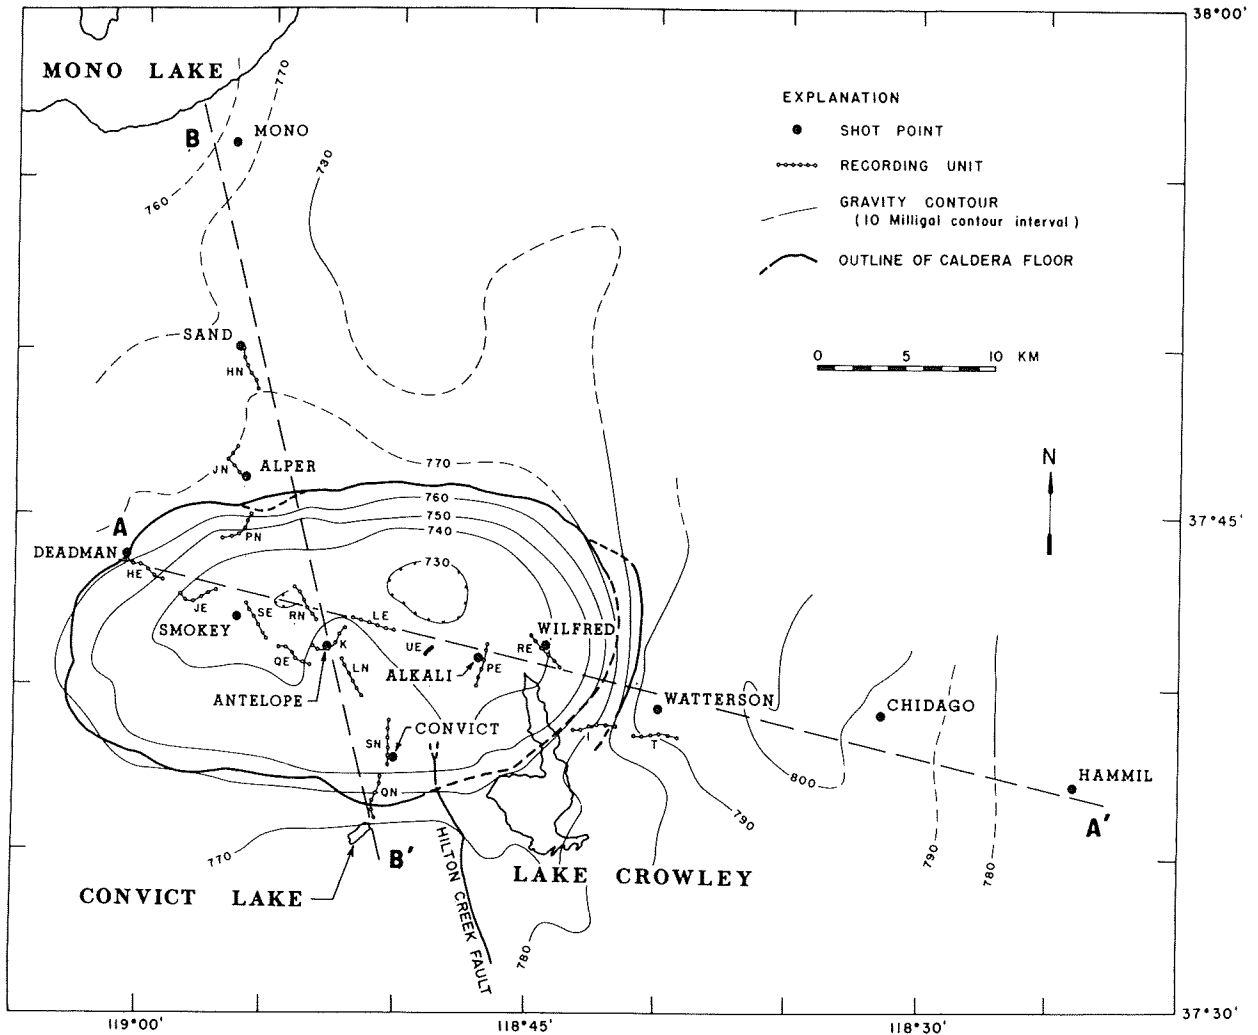 38°00'
MONO LAKE
770
B
MONO
EXPLANATION
SHOT POINT
RECORDING UNIT
GRAVITY CONTOUR
(10 Milligal contour interval)
OUTLINE OF CALDERA FLOOR
730
760
SAND
HN
0 5 10 KM
JN
ALPER
770
N
760
750
740
A
PN
37°45'
DEADMAN
HE
730
JE
SE
RN
LE
SMOKEY
WILFRED
K
UE
RE
QE
LN
ALKALI
PE
ANTELOPE
WATTERSON
CHIDAGO
SN
CONVICT
I
T
800
HAMMIL
QN
790
A'
770
B'
790
780
HILTON CREEK FAULT
LAKE CROWLEY
CONVICT LAKE
780
37°30'
119°00'
118°45'
118°30'